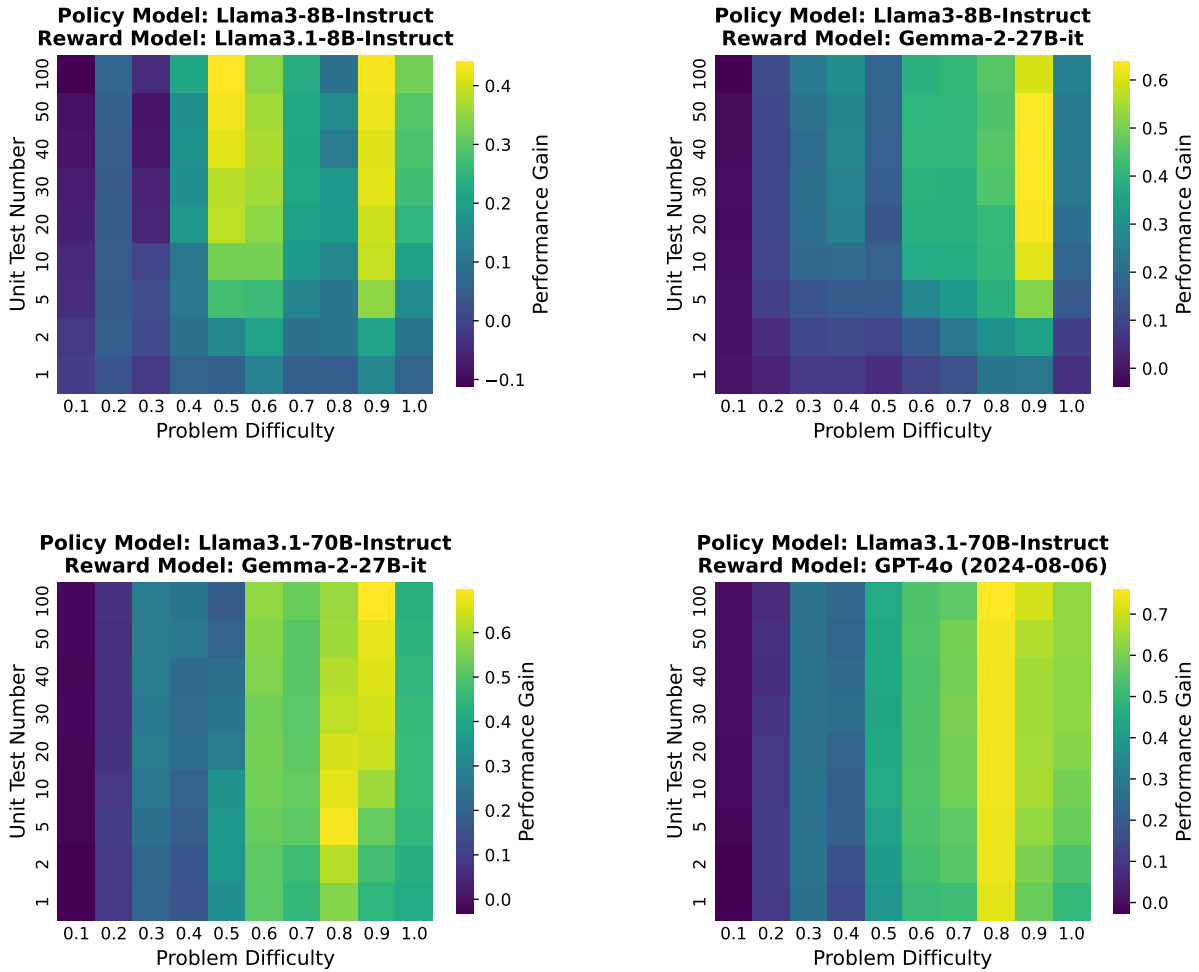 Policy Model: Llama3-8B-Instruct
Reward Model: Llama3.1-8B-Instruct
Unit Test Number
100
50
40
30
20
10
5
2
1
0.1 0.2 0.3 0.4 0.5 0.6 0.7 0.8 0.9 1.0
Problem Difficulty
0.4
0.3
0.2
0.1
0.0
−0.1
Performance Gain
Policy Model: Llama3-8B-Instruct
Reward Model: Gemma-2-27B-it
Unit Test Number
100
50
40
30
20
10
5
2
1
0.1 0.2 0.3 0.4 0.5 0.6 0.7 0.8 0.9 1.0
Problem Difficulty
0.6
0.5
0.4
0.3
0.2
0.1
0.0
Performance Gain
Policy Model: Llama3.1-70B-Instruct
Reward Model: Gemma-2-27B-it
Unit Test Number
100
50
40
30
20
10
5
2
1
0.1 0.2 0.3 0.4 0.5 0.6 0.7 0.8 0.9 1.0
Problem Difficulty
0.6
0.5
0.4
0.3
0.2
0.1
0.0
Performance Gain
Policy Model: Llama3.1-70B-Instruct
Reward Model: GPT-4o (2024-08-06)
Unit Test Number
100
50
40
30
20
10
5
2
1
0.1 0.2 0.3 0.4 0.5 0.6 0.7 0.8 0.9 1.0
Problem Difficulty
0.7
0.6
0.5
0.4
0.3
0.2
0.1
0.0
Performance Gain